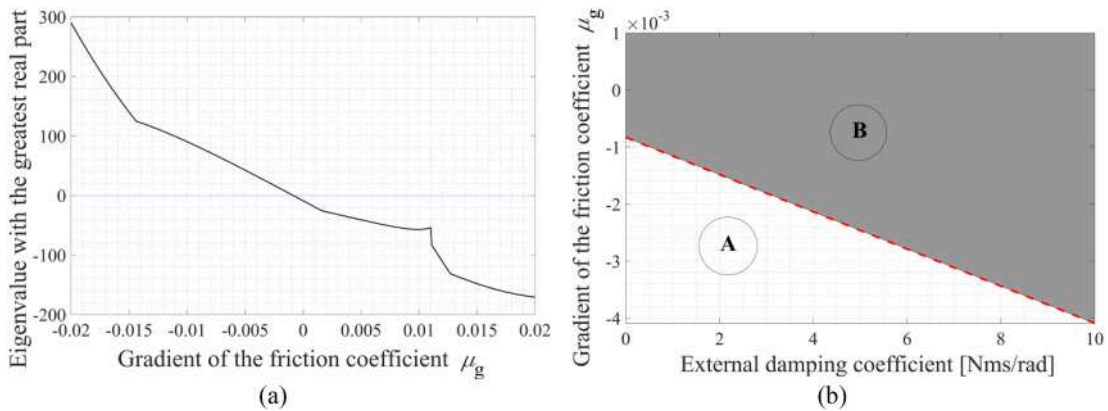 Eigenvalue with the greatest real part
300
200
100
0
-100
-200
-0.02 -0.015 -0.01 -0.005 0 0.005 0.01 0.015 0.02
Gradient of the friction coefficient μg
(a)
Gradient of the friction coefficient μg
×10⁻³
1
0
-1
-2
-3
-4
B
A
0 2 4 6 8 10
External damping coefficient [Nms/rad]
(b)